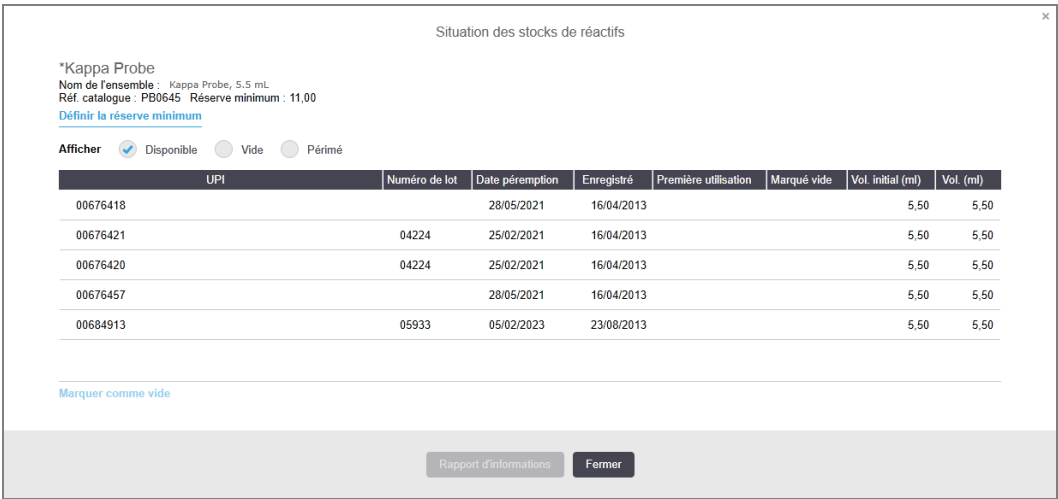 ×
Situation des stocks de réactifs
*Kappa Probe
Nom de l'ensemble : Kappa Probe, 5.5 mL
Réf. catalogue : PB0645 Réserve minimum : 11,00
Définir la réserve minimum
Afficher Disponible Vide Périmé
UPI Numéro de lot Date péremption Enregistré Première utilisation Marqué vide Vol. initial (ml) Vol. (ml)
00676418 28/05/2021 16/04/2013 5,50 5,50
00676421 04224 25/02/2021 16/04/2013 5,50 5,50
00676420 04224 25/02/2021 16/04/2013 5,50 5,50
00676457 28/05/2021 16/04/2013 5,50 5,50
00684913 05933 05/02/2023 23/08/2013 5,50 5,50
Marquer comme vide
Rapport d'informations Fermer